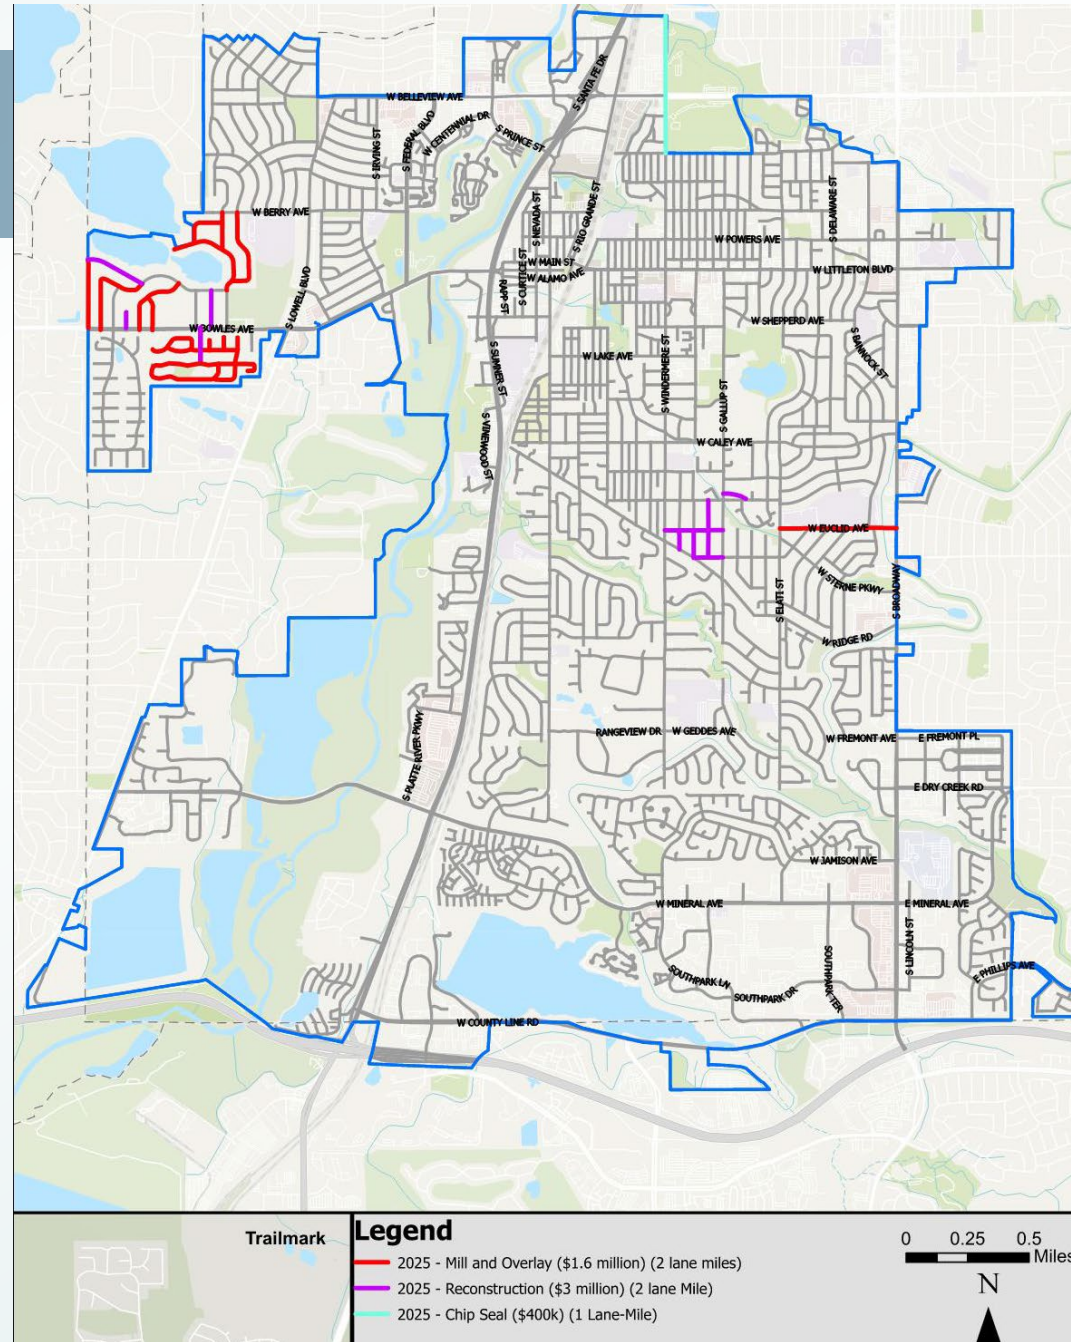 W BELLEVIEW AVE
S SANTA FE DR
S IRVING ST
S FEDERAL BLVD
W CENTENNIAL DR
S PRINCE ST
W BERRY AVE
S NEVADA ST
S RIO GRANDE ST
S DELAWARE ST
W POWERS AVE
W MAIN ST
S CURTICE ST
W ALAMO AVE
W LITTLETON BLVD
RAPP ST
S LOWELL BLVD
W BOWLES AVE
W SHEPPERD AVE
S BANNOCK ST
S SUMNER ST
W LAKE AVE
S WINDERMERE ST
S GALLUP ST
S VINEWOOD ST
W CALEY AVE
W EUCLID AVE
W STERNE PKWY
S ELATI ST
S BROADWAY
W RIDGE RD
S PLATTE RIVER PKWY
RANGEVIEW DR
W GEDDES AVE
W FREMONT AVE
E FREMONT PL
E DRY CREEK RD
W JAMISON AVE
W MINERAL AVE
E MINERAL AVE
S LINCOLN ST
SOUTHPARK LN
SOUTHPARK DR
SOUTHPARK TER
E PHILLIPS AVE
W COUNTY LINE RD
Trailmark
Legend
2025 - Mill and Overlay ($1.6 million) (2 lane miles)
2025 - Reconstruction ($3 million) (2 lane Mile)
2025 - Chip Seal ($400k) (1 Lane-Mile)
0 0.25 0.5
Miles
N